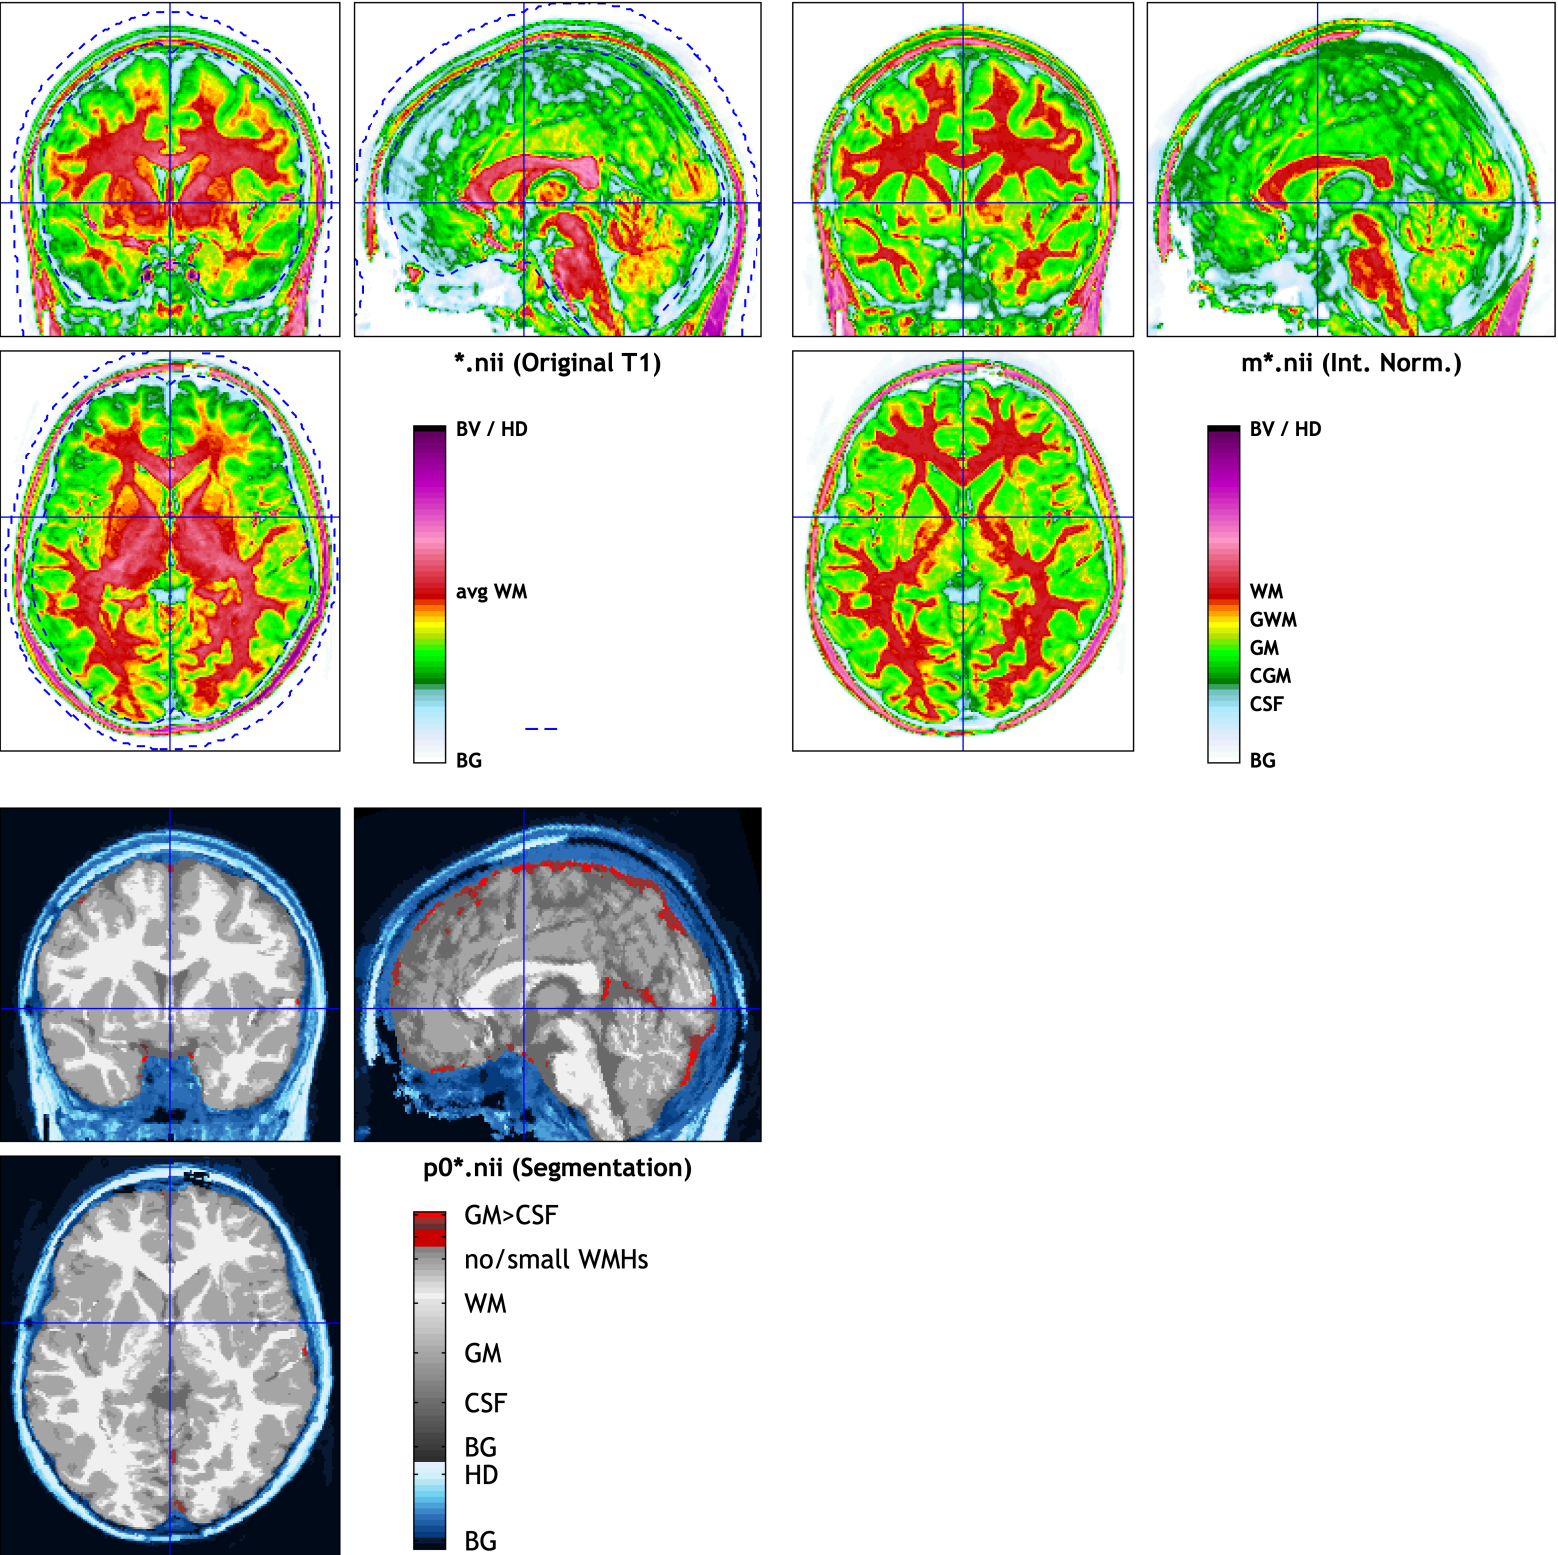 *.nii (Original T1)
BV / HD
avg WM
BG
m*.nii (Int. Norm.)
BV / HD
WM
GWM
GM
CGM
CSF
BG
p0*.nii (Segmentation)
GM>CSF
no/small WMHs
WM
GM
CSF
BG
HD
BG